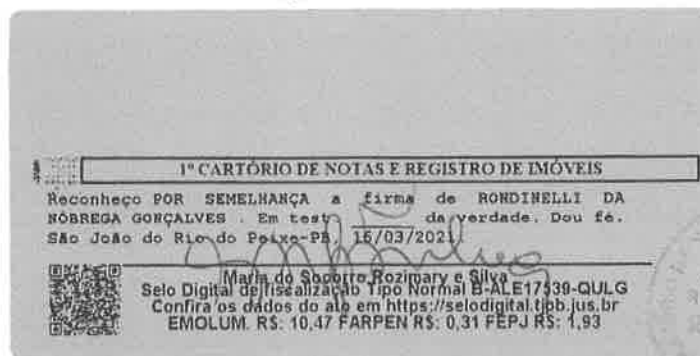 1º CARTÓRIO DE NOTAS E REGISTRO DE IMÓVEIS
Reconheço POR SEMELHANÇA a firma de RONDINELLI DA
NÓBREGA GONÇALVES . Em test da verdade. Dou fé.
São João do Rio do Peixe-PB, 16/03/2021
Maria do Socorro Rozimary e Silva
Selo Digital de fiscalização Tipo Normal B-ALE17539-QULG
Confira os dados do ato em https://selodigital.tjpb.jus.br
EMOLUM. R$: 10,47 FARPEN R$: 0,31 FEPJ R$: 1,93